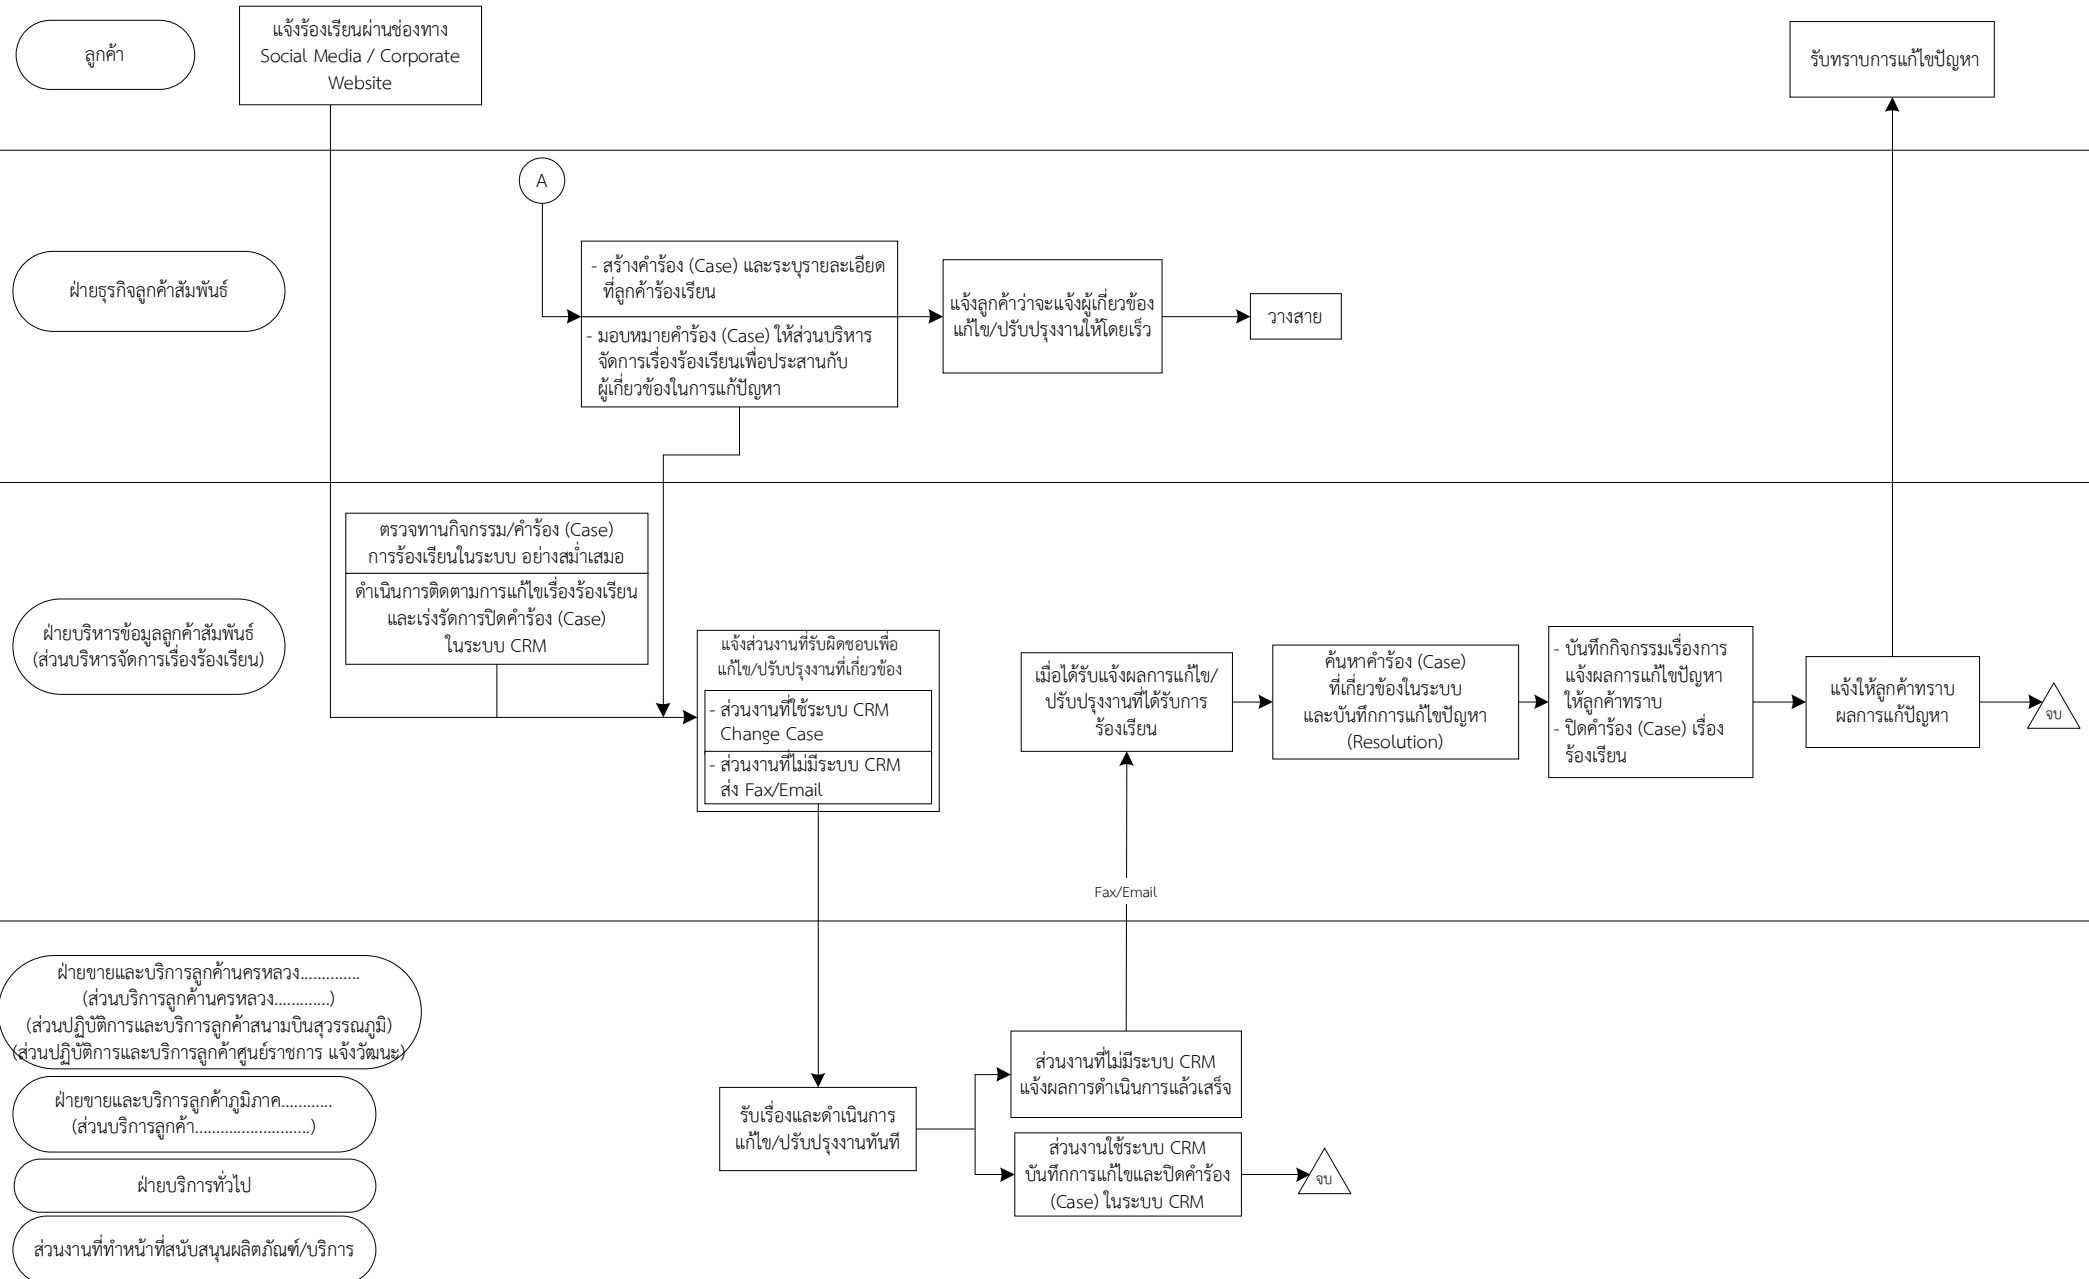 ลูกค้า
แจ้งร้องเรียนผ่านช่องทาง
Social Media / Corporate
Website
รับทราบการแก้ไขปัญหา
A
ฝ่ายธุรกิจลูกค้าสัมพันธ์
- สร้างคำร้อง (Case) และระบุรายละเอียด
ที่ลูกค้าร้องเรียน
- มอบหมายคำร้อง (Case) ให้ส่วนบริหาร
จัดการเรื่องร้องเรียนเพื่อประสานกับ
ผู้เกี่ยวข้องในการแก้ปัญหา
แจ้งลูกค้าว่าจะแจ้งผู้เกี่ยวข้อง
แก้ไข/ปรับปรุงงานให้โดยเร็ว
วางสาย
ฝ่ายบริหารข้อมูลลูกค้าสัมพันธ์
(ส่วนบริหารจัดการเรื่องร้องเรียน)
ตรวจทานกิจกรรม/คำร้อง (Case)
การร้องเรียนในระบบ อย่างสม่ำเสมอ
ดำเนินการติดตามการแก้ไขเรื่องร้องเรียน
และเร่งรัดการปิดคำร้อง (Case)
ในระบบ CRM
แจ้งส่วนงานที่รับผิดชอบเพื่อ
แก้ไข/ปรับปรุงงานที่เกี่ยวข้อง
- ส่วนงานที่ใช้ระบบ CRM
Change Case
- ส่วนงานที่ไม่มีระบบ CRM
ส่ง Fax/Email
เมื่อได้รับแจ้งผลการแก้ไข/
ปรับปรุงงานที่ได้รับการ
ร้องเรียน
ค้นหาคำร้อง (Case)
ที่เกี่ยวข้องในระบบ
และบันทึกการแก้ไขปัญหา
(Resolution)
- บันทึกกิจกรรมเรื่องการ
แจ้งผลการแก้ไขปัญหา
ให้ลูกค้าทราบ
- ปิดคำร้อง (Case) เรื่อง
ร้องเรียน
แจ้งให้ลูกค้าทราบ
ผลการแก้ปัญหา
จบ
Fax/Email
ฝ่ายขายและบริการลูกค้านครหลวง..............
(ส่วนบริการลูกค้านครหลวง.............)
(ส่วนปฏิบัติการและบริการลูกค้าสนามบินสุวรรณภูมิ)
(ส่วนปฏิบัติการและบริการลูกค้าศูนย์ราชการ แจ้งวัฒนะ)
ฝ่ายขายและบริการลูกค้าภูมิภาค............
(ส่วนบริการลูกค้า...........................)
ฝ่ายบริการทั่วไป
ส่วนงานที่ทำหน้าที่สนับสนุนผลิตภัณฑ์/บริการ
รับเรื่องและดำเนินการ
แก้ไข/ปรับปรุงงานทันที
ส่วนงานที่ไม่มีระบบ CRM
แจ้งผลการดำเนินการแล้วเสร็จ
ส่วนงานใช้ระบบ CRM
บันทึกการแก้ไขและปิดคำร้อง
(Case) ในระบบ CRM
จบ